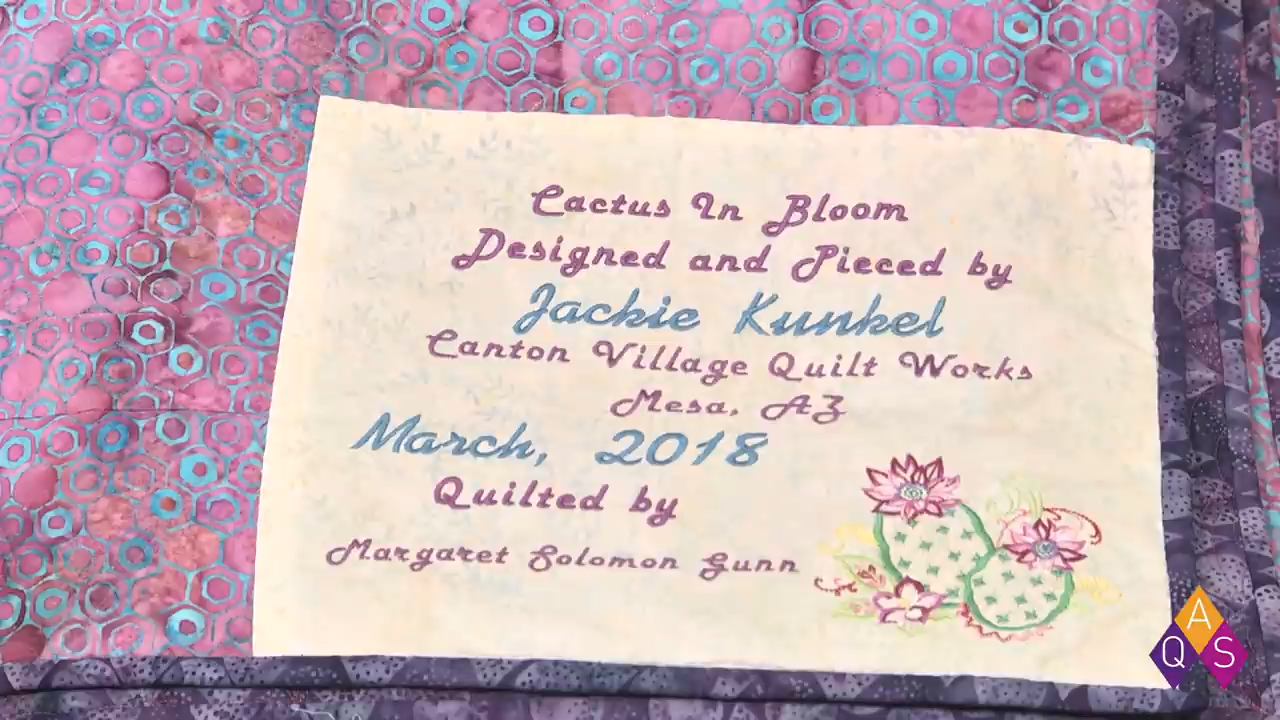 Cactus In Bloom
Designed and Pieced by
Jackie Kunkel
Canton Village Quilt Works
Mesa, AZ
March, 2018
Quilted by
Margaret Solomon Gunn
A
Q S